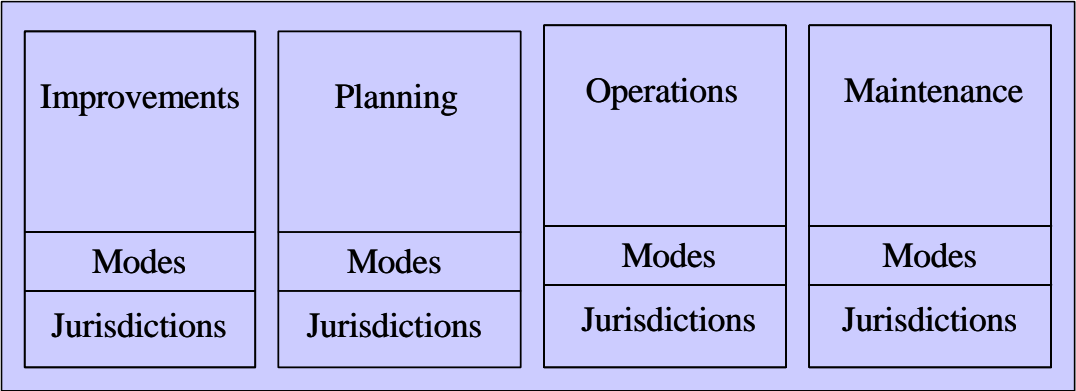 Improvements
Planning
Operations
Maintenance
Modes
Modes
Modes
Modes
Jurisdictions
Jurisdictions
Jurisdictions
Jurisdictions